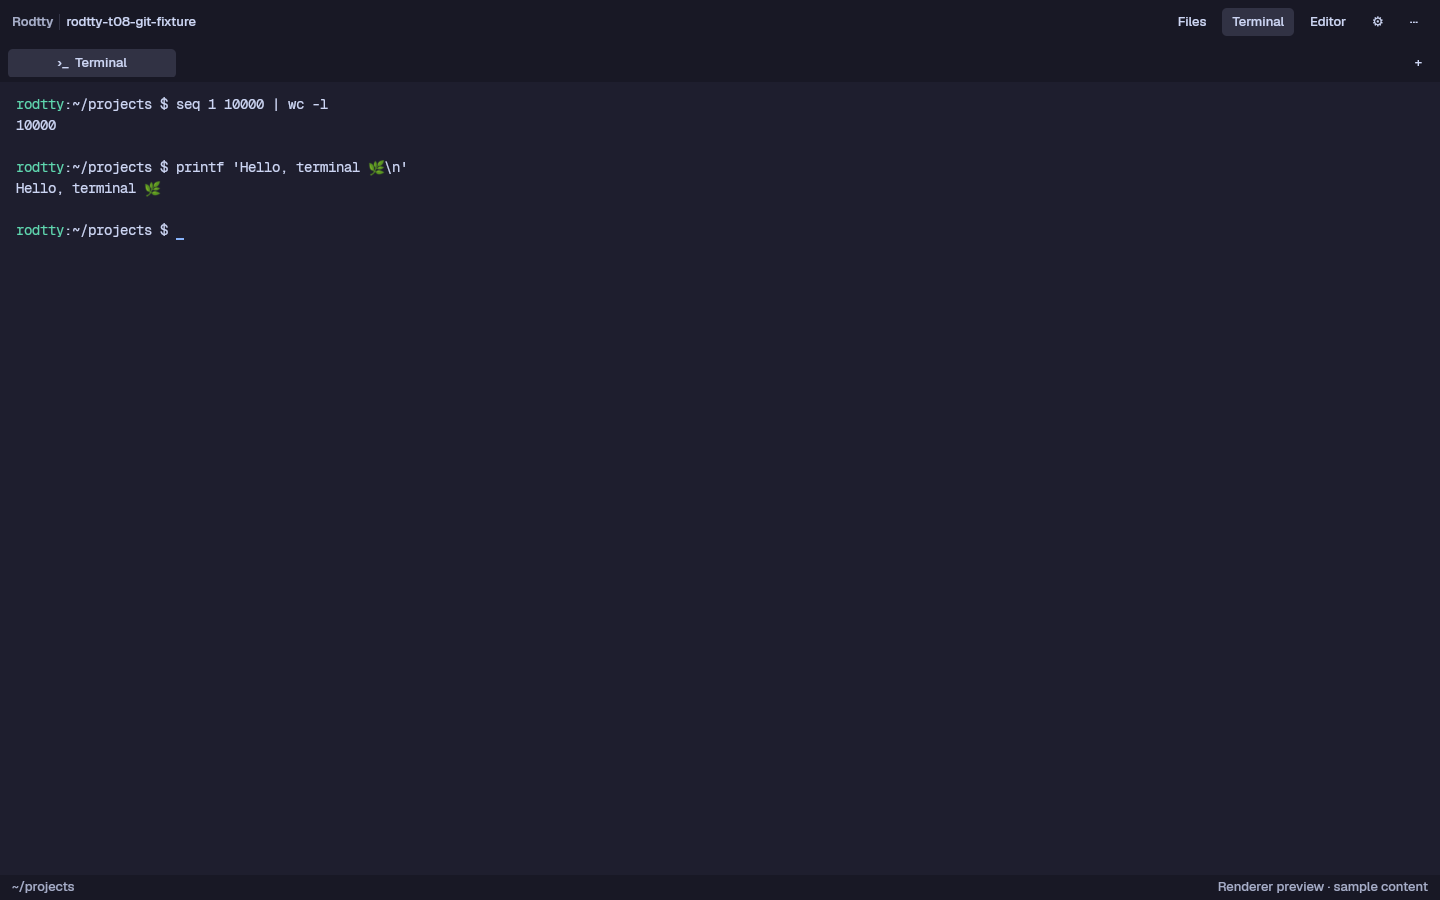 Rodtty rodtty-t08-git-fixture Files Terminal Editor ⚙ ···
›_ Terminal +
rodtty:~/projects $ seq 1 10000 | wc -l
10000
rodtty:~/projects $ printf 'Hello, terminal 🌿\n'
Hello, terminal 🌿
rodtty:~/projects $ _
~/projects Renderer preview · sample content